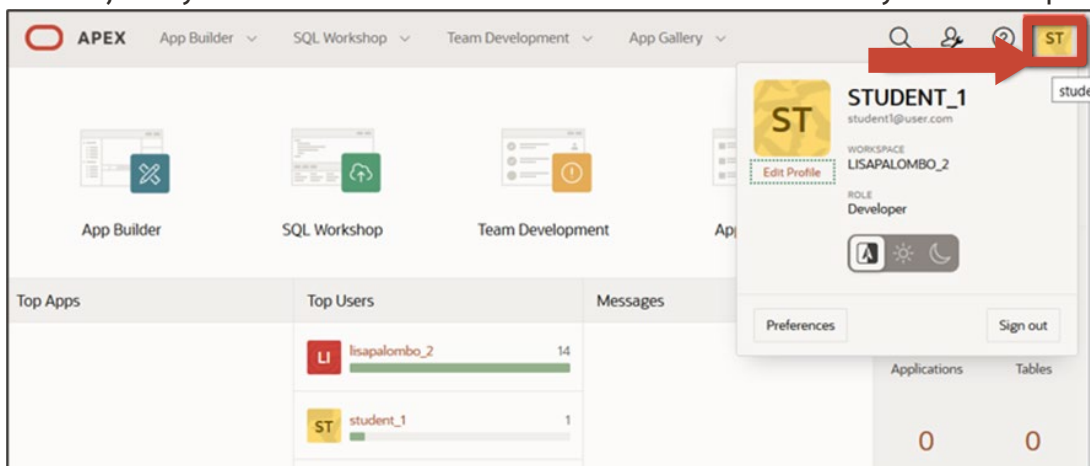 APEX App Builder SQL Workshop Team Development App Gallery ST
ST
STUDENT_1
student1@user.com
Edit Profile
WORKSPACE
LISAPALOMBO_2
ROLE
Developer
Preferences
Sign out
App Builder
SQL Workshop
Team Development
Top Apps
Top Users
Messages
LI lisapalombo_2 14
ST student_1 1
Applications
Tables
0
0